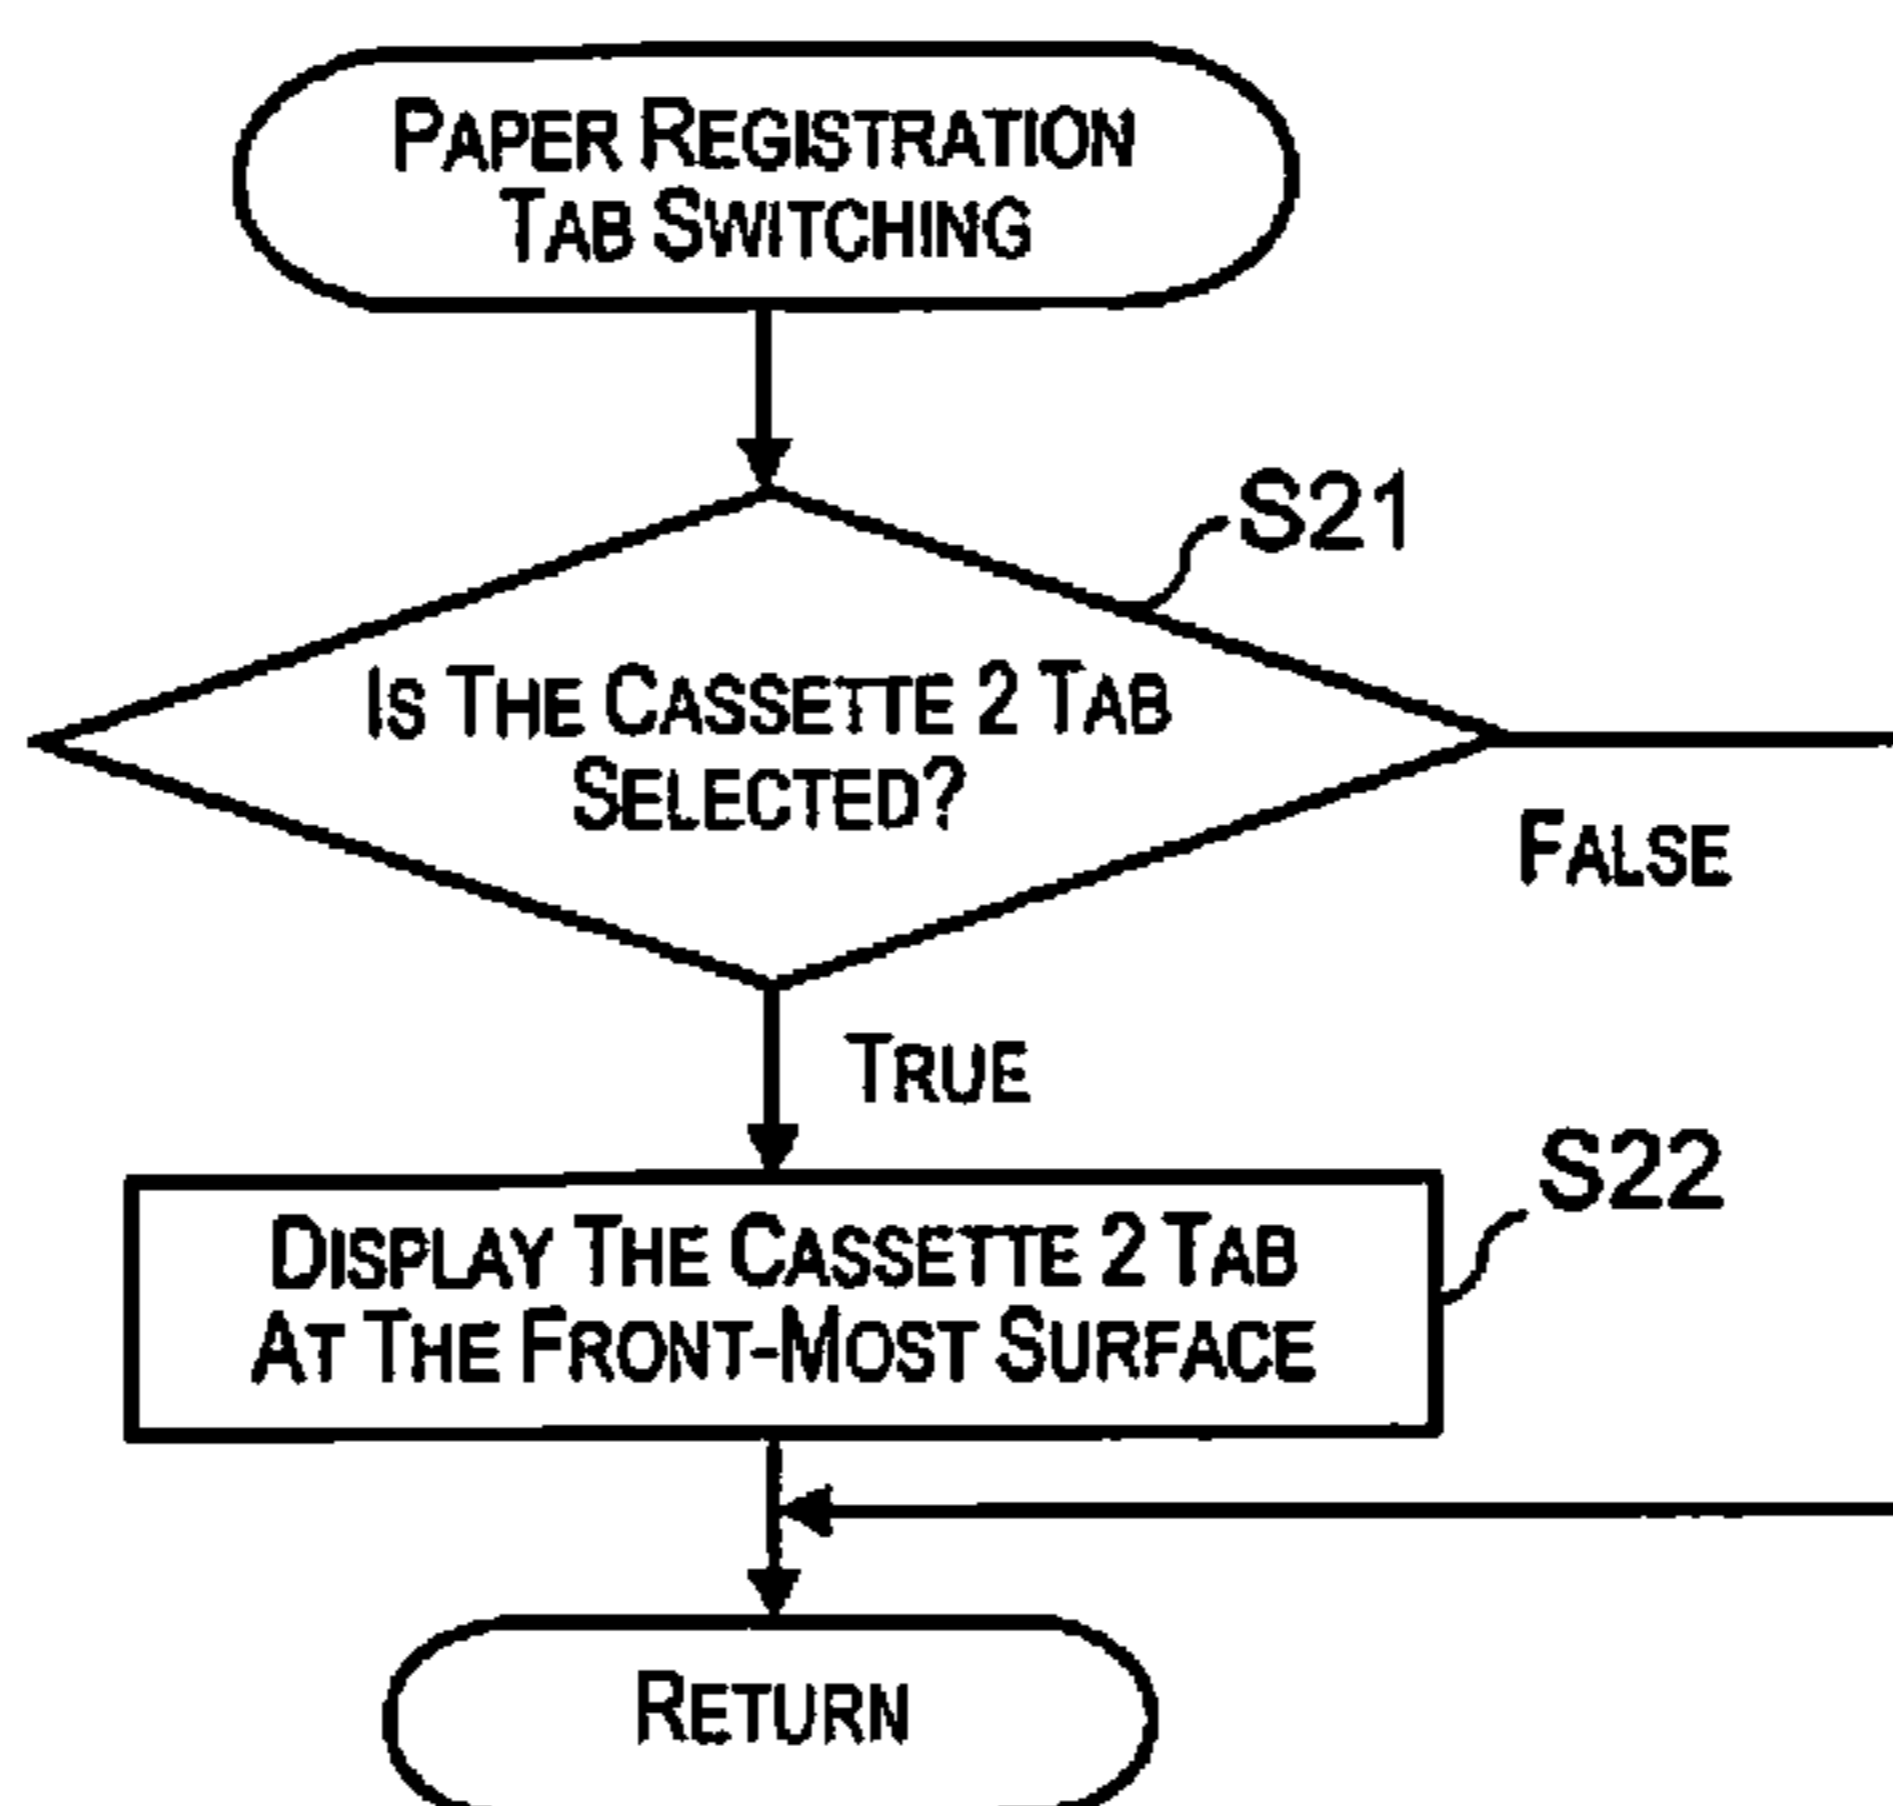 PAPER REGISTRATION
TAB SWITCHING
S21
IS THE CASSETTE 2 TAB
SELECTED?
FALSE
TRUE
S22
DISPLAY THE CASSETTE 2 TAB
AT THE FRONT-MOST SURFACE
RETURN